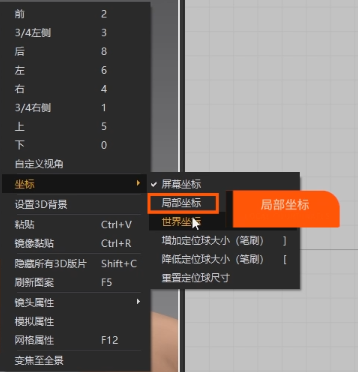 前 2
3/4左侧 3
后 8
左 6
右 4
3/4右侧 1
上 5
下 0
自定义视角
坐标
设置3D背景
粘贴 Ctrl+V
镜像黏贴 Ctrl+R
隐藏所有3D版片 Shift+C
刷新图案 F5
镜头属性
模拟属性
网格属性 F12
变焦至全景
屏幕坐标
局部坐标
世界坐标
增加定位球大小（笔刷） ]
降低定位球大小（笔刷） [
重置定位球尺寸
局部坐标